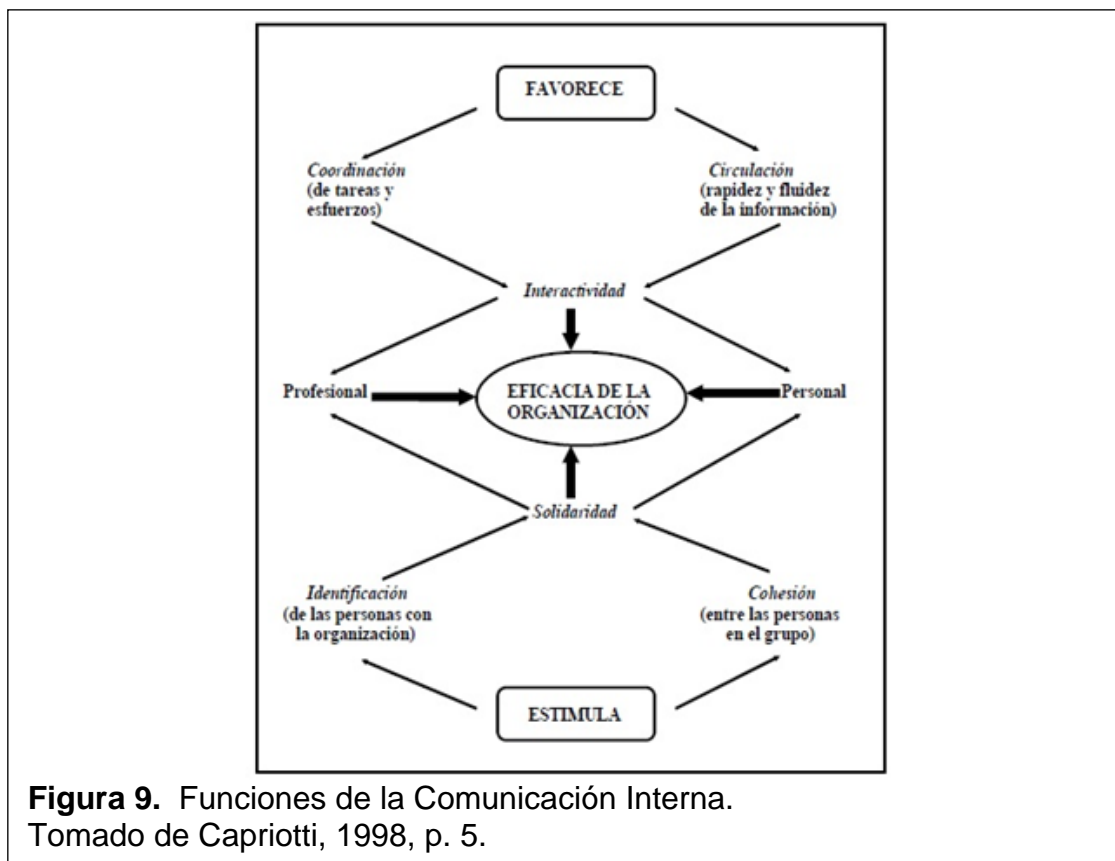 FAVORECE
Coordinación
(de tareas y
esfuerzos)
Circulación
(rapidez y fluidez
de la información)
Interactividad
Profesional
EFICACIA DE LA
ORGANIZACIÓN
Personal
Solidaridad
Identificación
(de las personas con
la organización)
Cohesión
(entre las personas
en el grupo)
ESTIMULA
Figura 9. Funciones de la Comunicación Interna.
Tomado de Capriotti, 1998, p. 5.